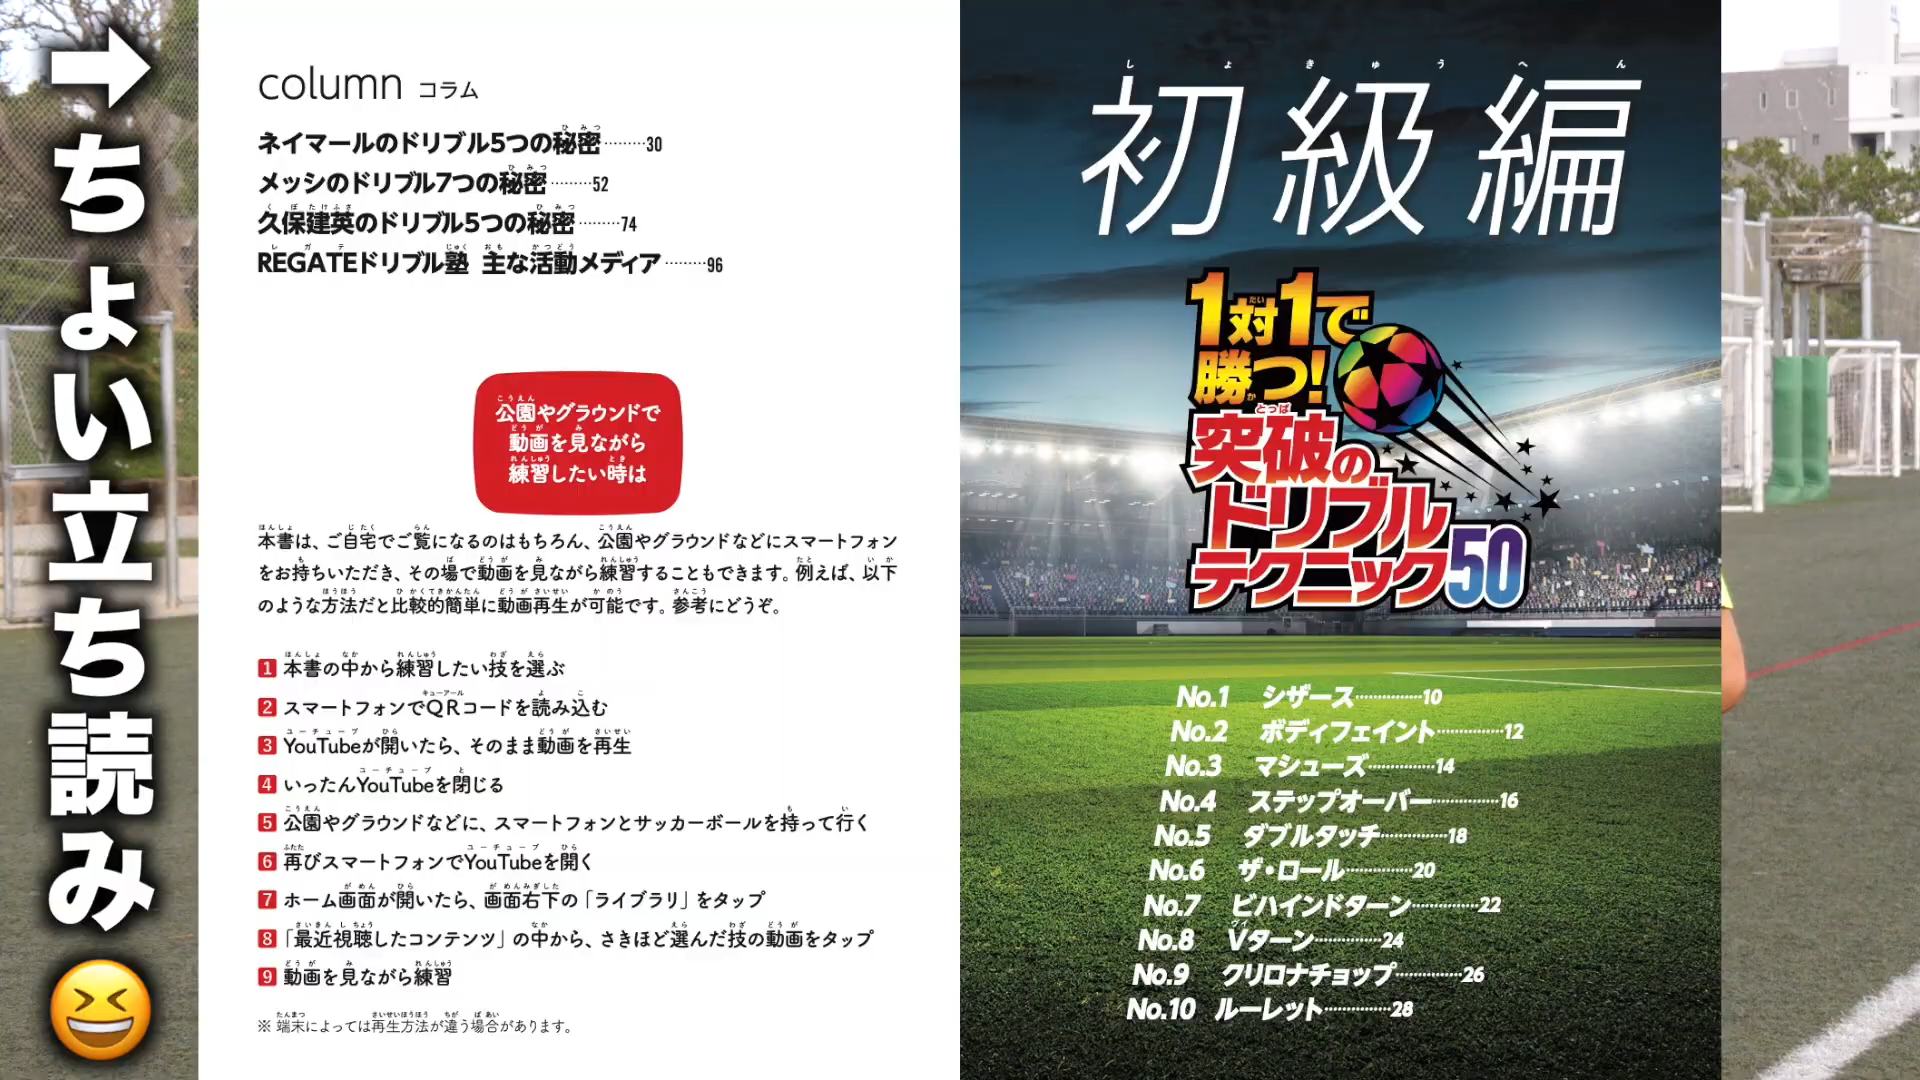 →ちょい立ち読み
column コラム
ネイマールのドリブル5つの秘密………30
メッシのドリブル7つの秘密………52
久保建英のドリブル5つの秘密………74
REGATEドリブル塾 主な活動メディア………96
公園やグラウンドで
動画を見ながら
練習したい時は
本書は、ご自宅でご覧になるのはもちろん、公園やグラウンドなどにスマートフォン
をお持ちいただき、その場で動画を見ながら練習することもできます。例えば、以下
のような方法だと比較的簡単に動画再生が可能です。参考にどうぞ。
1 本書の中から練習したい技を選ぶ
2 スマートフォンでQRコードを読み込む
3 YouTubeが開いたら、そのまま動画を再生
4 いったんYouTubeを閉じる
5 公園やグラウンドなどに、スマートフォンとサッカーボールを持って行く
6 再びスマートフォンでYouTubeを開く
7 ホーム画面が開いたら、画面右下の「ライブラリ」をタップ
8 「最近視聴したコンテンツ」の中から、さきほど選んだ技の動画をタップ
9 動画を見ながら練習
※ 端末によっては再生方法が違う場合があります。
しょきゅうへん
初級編
1対1で
勝つ!
突破の
ドリブル
テクニック50
No.1 シザース……………10
No.2 ボディフェイント……………12
No.3 マシューズ……………14
No.4 ステップオーバー……………16
No.5 ダブルタッチ……………18
No.6 ザ・ロール……………20
No.7 ビハインドターン……………22
No.8 Vターン……………24
No.9 クリロナチョップ……………26
No.10 ルーレット……………28